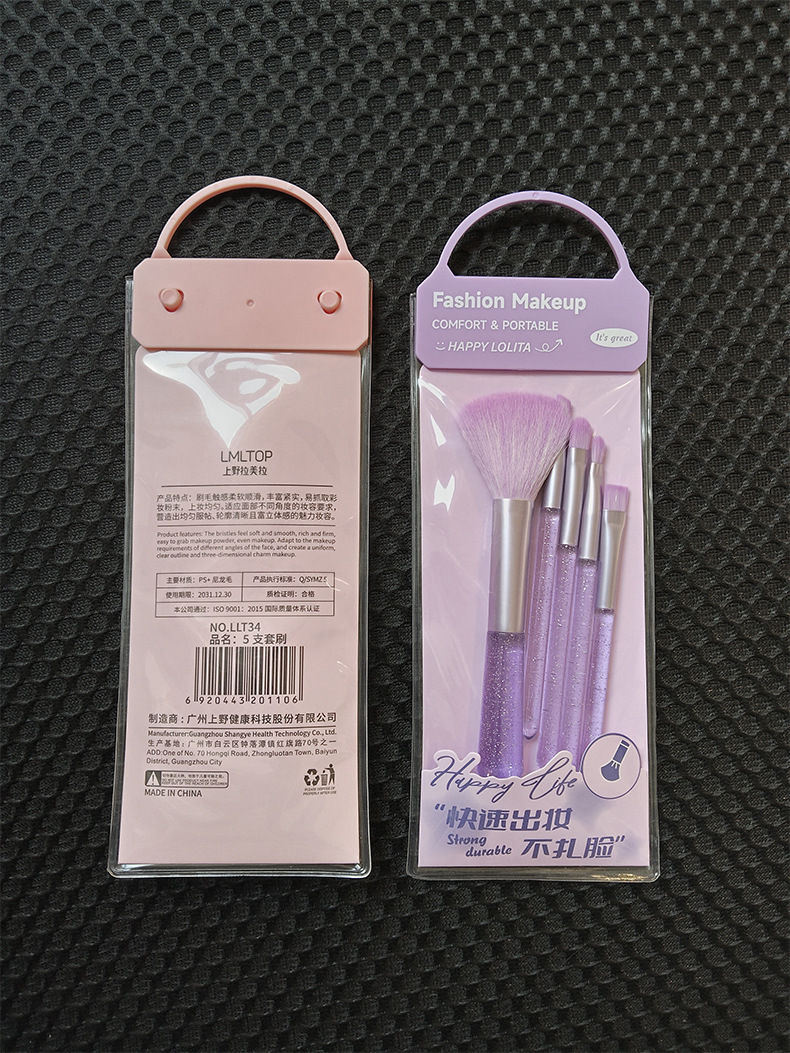 LMLTOP
上野拉美拉
产品特点：刷毛触感柔软顺滑，丰富紧实，易抓取彩
妆粉末，上妆均匀。适应面部不同角度的妆容要求，
营造出均匀服帖、轮廓清晰且富立体感的魅力妆容。
Product features: The bristles feel soft and smooth, rich and firm,
easy to grab makeup powder, even makeup. Adapt to the makeup
requirements of different angles of the face, and create a uniform,
clear outline and three-dimensional charm makeup.
主要材质：PS+ 尼龙毛 产品执行标准：Q/SYMZ 5
使用期限：2031.12.30 质检证明：合格
本公司通过：ISO 9001：2015 国际质量体系认证
NO.LLT34
品名：5 支套刷
6 920443 201106
制造商：广州上野健康科技股份有限公司
Manufacturer:Guangzhou Shangye Health Technology Co., Ltd.
生产基地：广州市白云区钟落潭镇红旗路70号之一
ADD:One of No. 70 Hongqi Road, Zhongluotan Town, Baiyun
District, Guangzhou City
PLEASE DISPOSE OF
PROPERLY AFTER USE
MADE IN CHINA
Fashion Makeup
COMFORT & PORTABLE
HAPPY LOLITA
It's great
Happy Life
“快速出妆
Strong
durable
不扎脸”